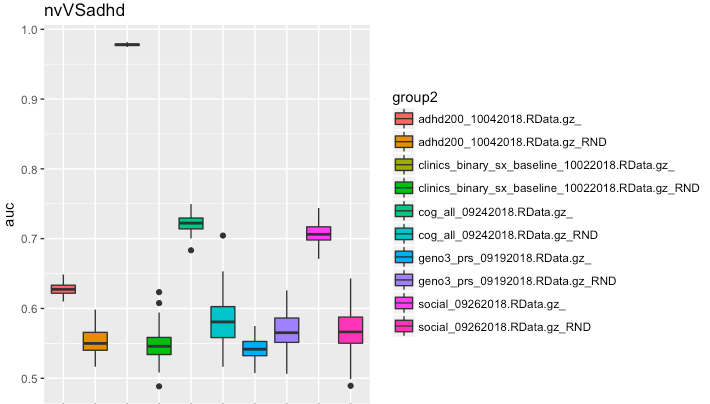 nvVSadhd
1.0
0.9
0.8
0.7
0.6
0.5
auc
group2
adhd200_10042018.RData.gz_
adhd200_10042018.RData.gz_RND
clinics_binary_sx_baseline_10022018.RData.gz_
clinics_binary_sx_baseline_10022018.RData.gz_RND
cog_all_09242018.RData.gz_
cog_all_09242018.RData.gz_RND
geno3_prs_09192018.RData.gz_
geno3_prs_09192018.RData.gz_RND
social_09262018.RData.gz_
social_09262018.RData.gz_RND